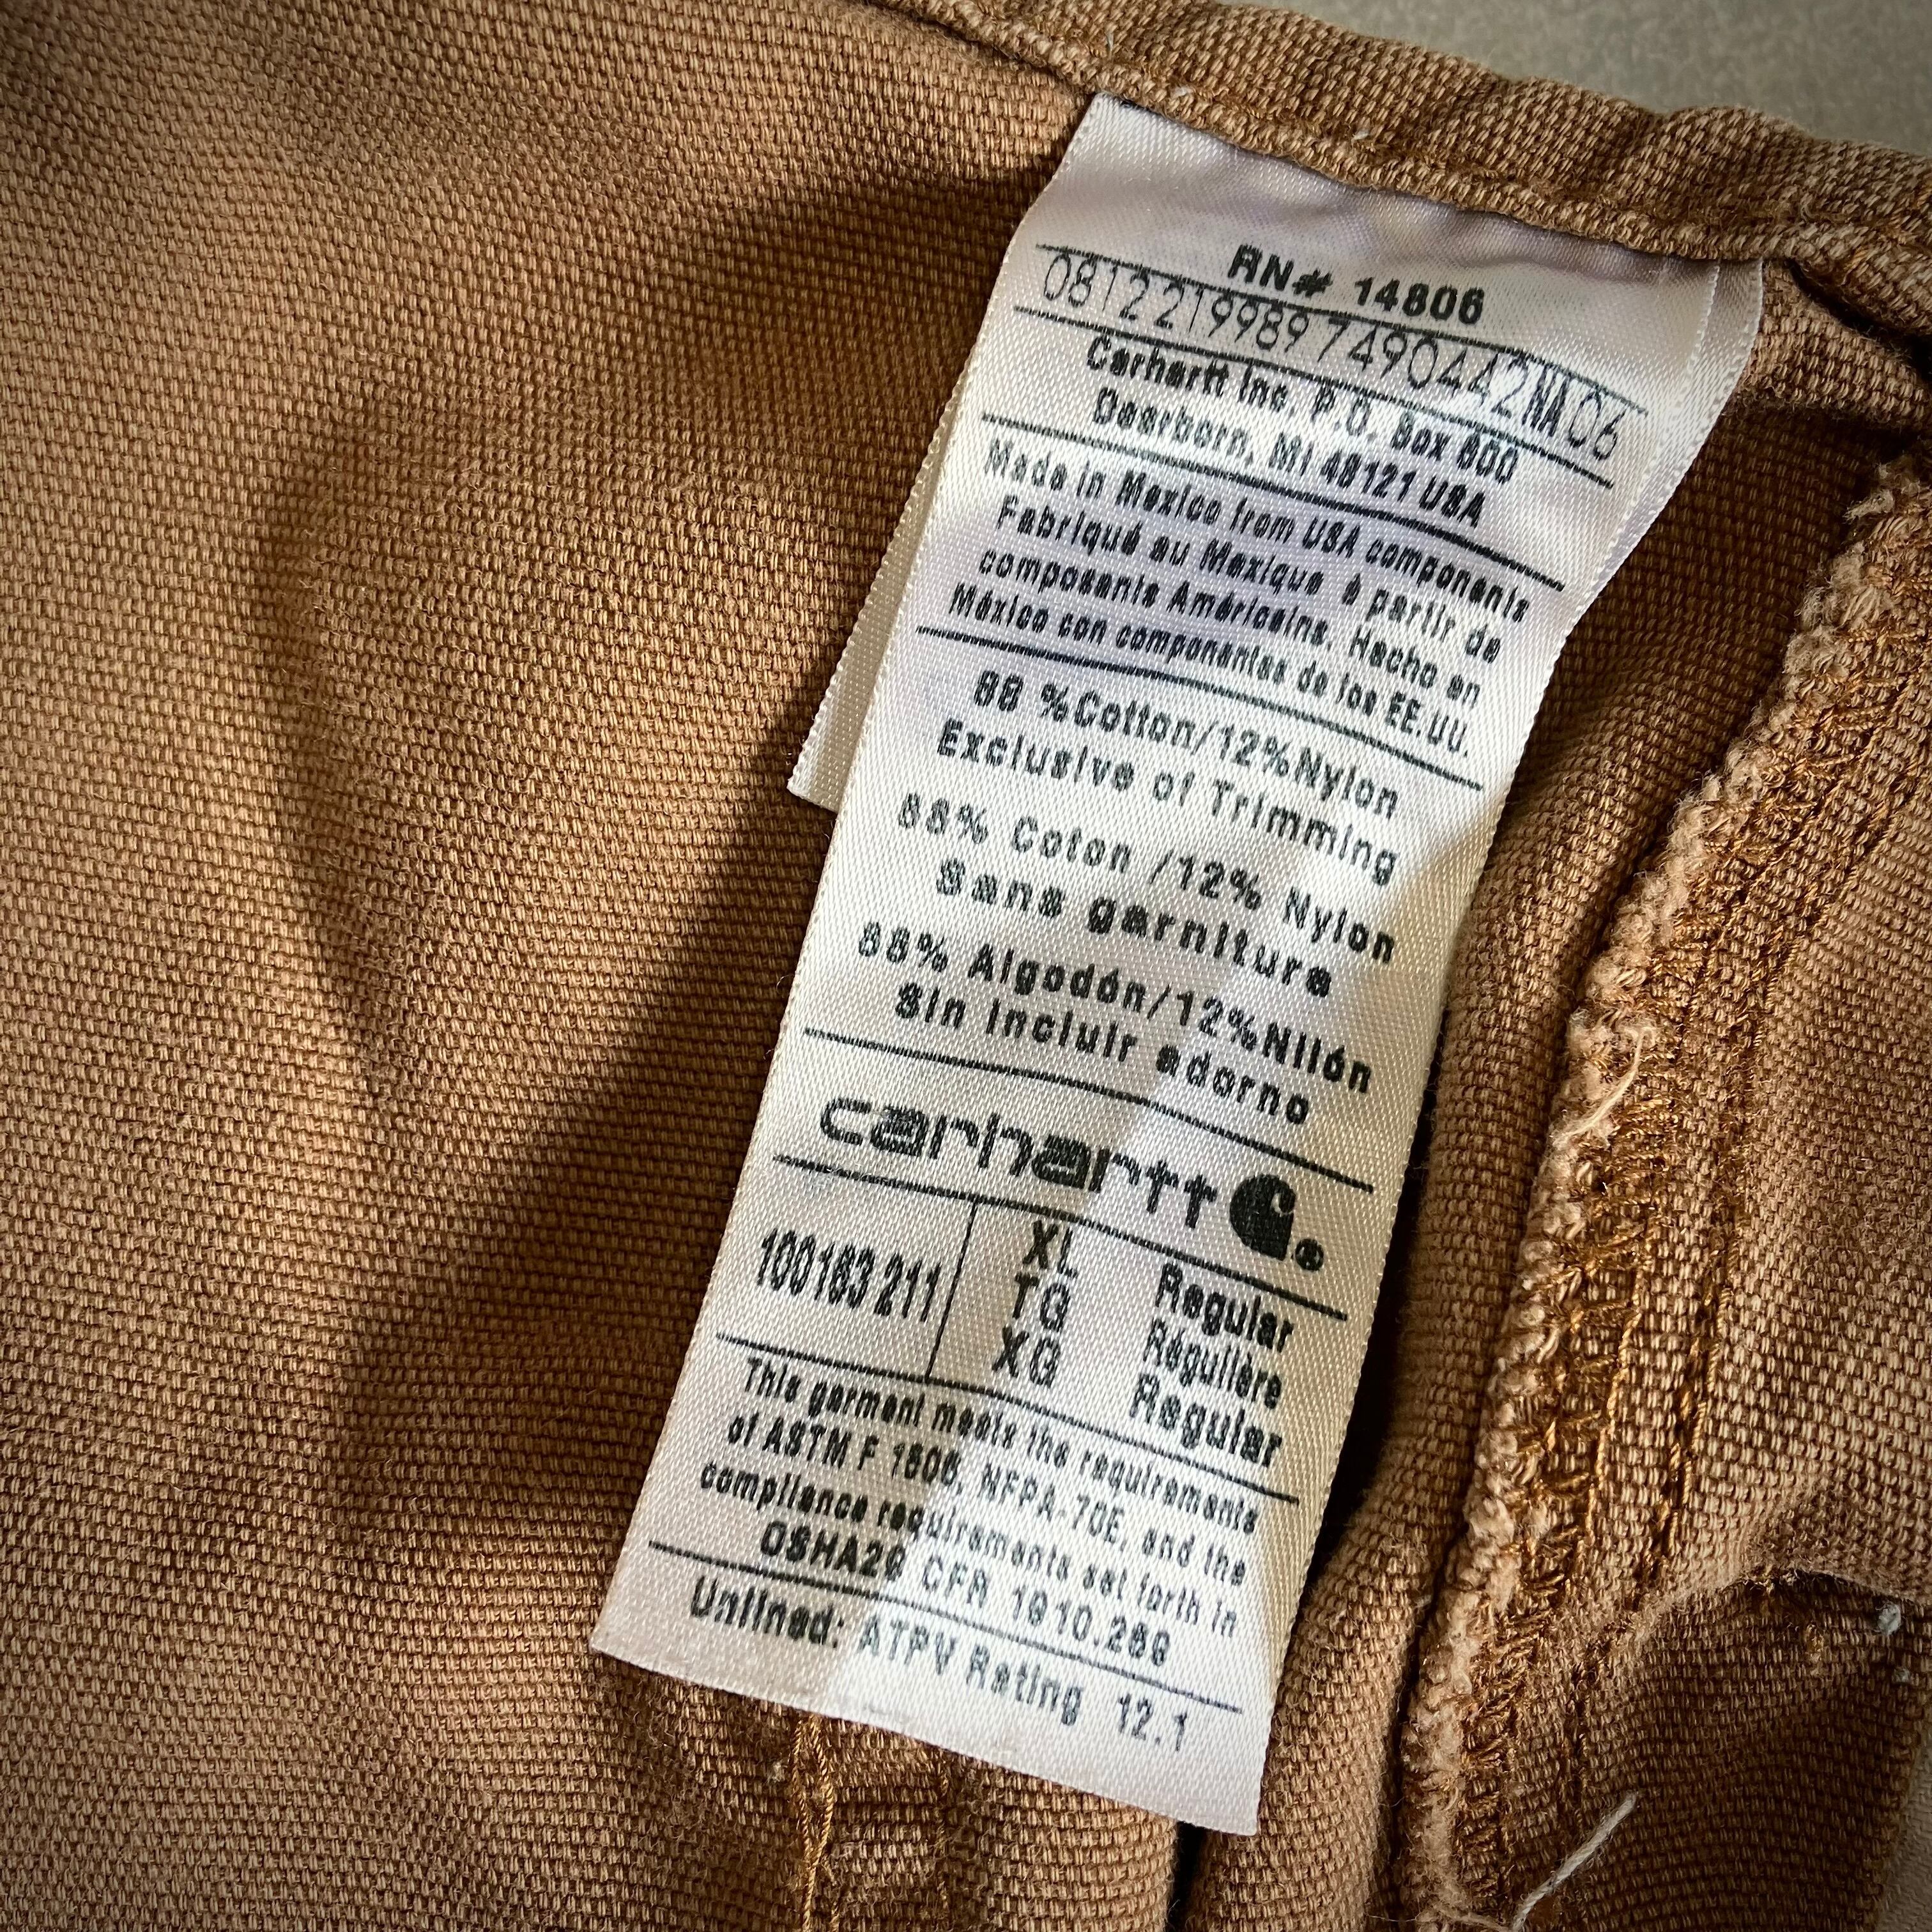 RN# 14806
0812219989 7490442NA06
Carhartt Inc. P.O. Box 600
Dearborn, MI 48121 USA
Made in Mexico from USA components
Fabriqué au Mexique à partir de
composants Américains. Hecho en
México con componentes de los EE.UU.
88 %Cotton/12%Nylon
Exclusive of Trimming
88% Coton /12% Nylon
Sans garniture
88% Algodón/12%Nilón
Sin incluir adorno
carhartt ®
100163 211
XL Regular
TG Régulière
XG Regular
This garment meets the requirements
of ASTM F 1506, NFPA-70E, and the
compliance requirements set forth in
OSHA29 CFR 1910.269
Unlined: ATPV Rating 12.1